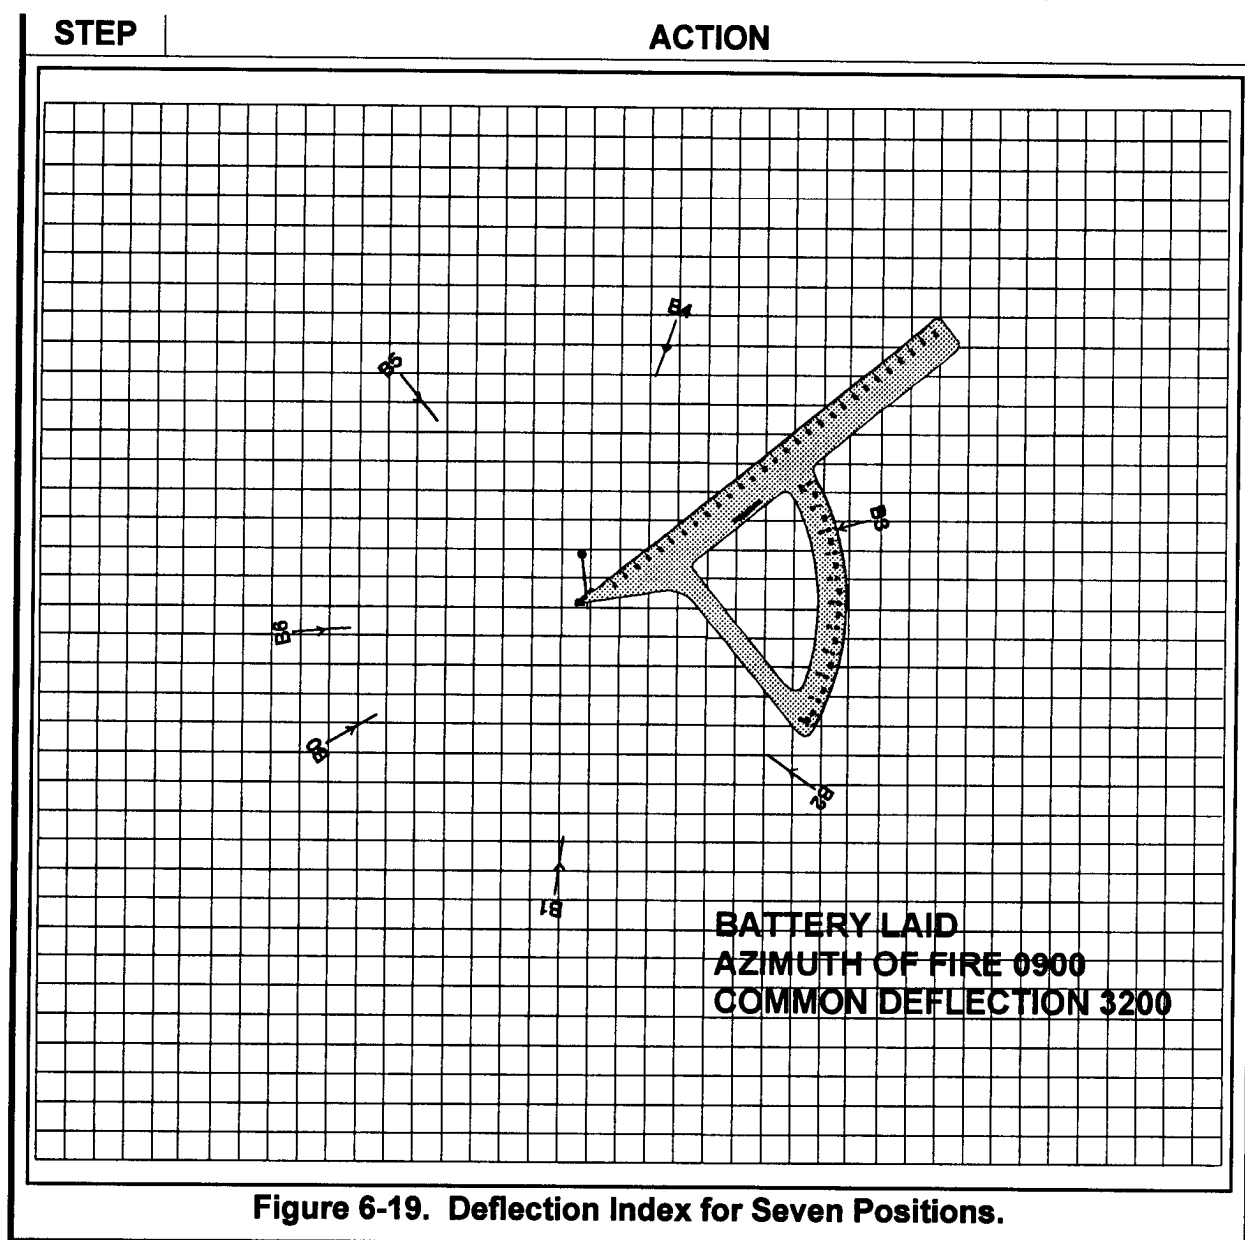 STEP
ACTION
B4
B5
B3
B6
B0
B2
B1
BATTERY LAID
AZIMUTH OF FIRE 0900
COMMON DEFLECTION 3200
Figure 6-19. Deflection Index for Seven Positions.